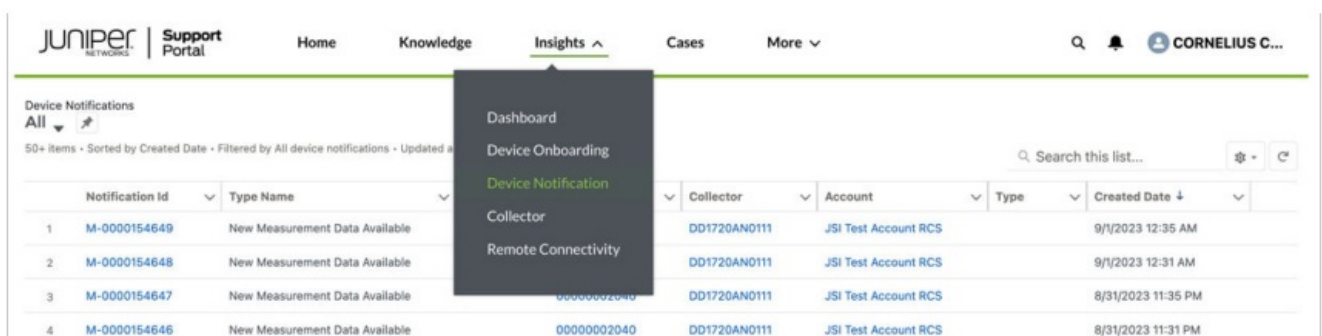 JUNIPER NETWORKS Support Portal Home Knowledge Insights Cases More CORNELIUS C...
Dashboard
Device Onboarding
Device Notification
Collector
Remote Connectivity
Device Notifications
All
50+ items • Sorted by Created Date • Filtered by All device notifications • Updated a
Search this list...
Notification Id Type Name Collector Account Type Created Date ↓
1 M-0000154649 New Measurement Data Available DD1720AN0111 JSI Test Account RCS 9/1/2023 12:35 AM
2 M-0000154648 New Measurement Data Available DD1720AN0111 JSI Test Account RCS 9/1/2023 12:31 AM
3 M-0000154647 New Measurement Data Available 00000002040 DD1720AN0111 JSI Test Account RCS 8/31/2023 11:35 PM
4 M-0000154646 New Measurement Data Available 00000002040 DD1720AN0111 JSI Test Account RCS 8/31/2023 11:31 PM